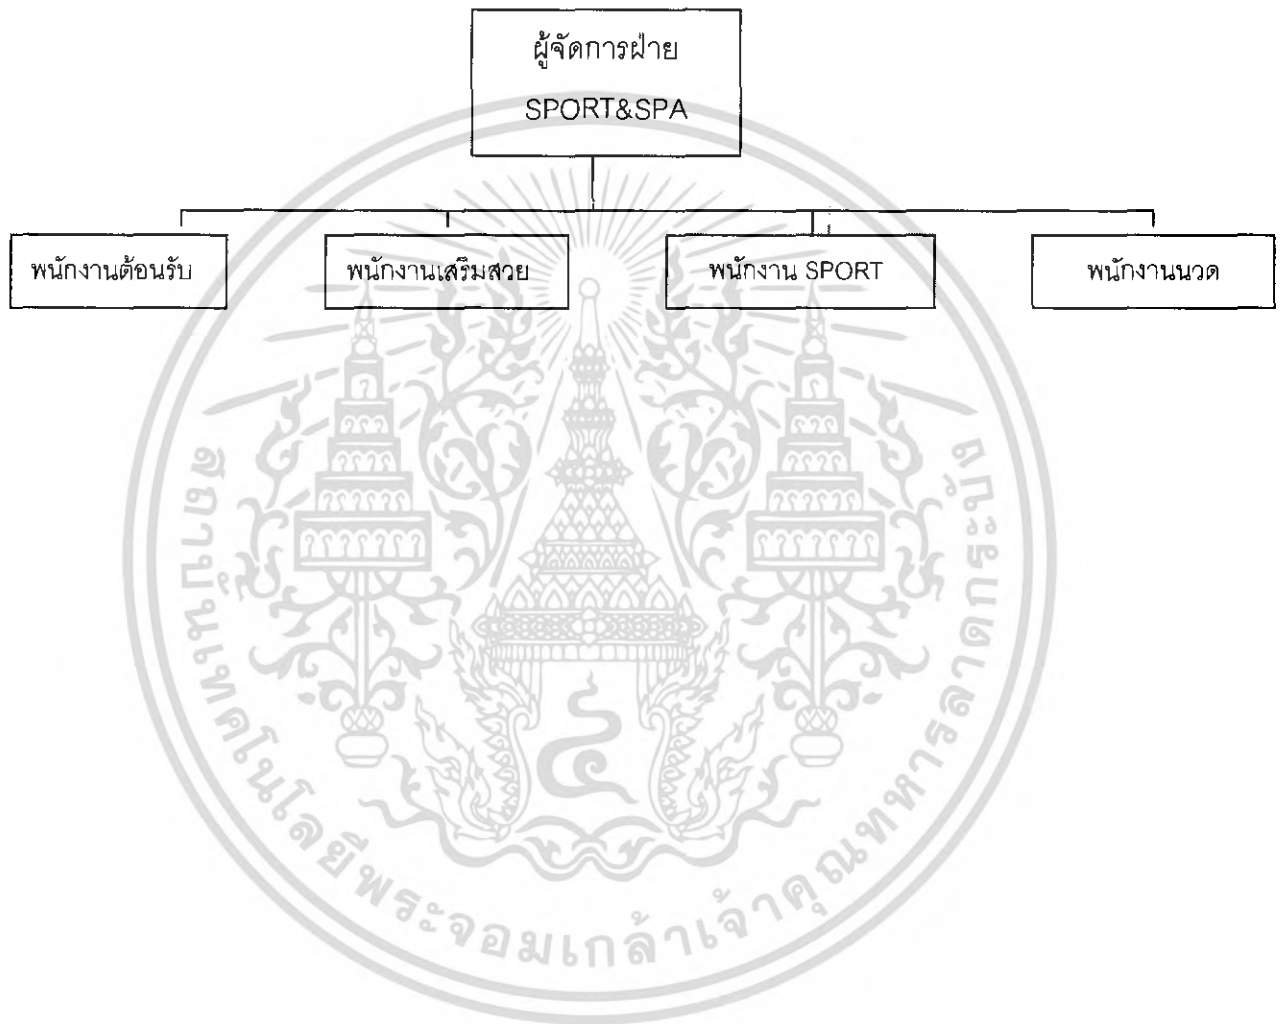 ผู้จัดการฝ่าย
SPORT&SPA
พนักงานต้อนรับ
พนักงานเสริมสวย
พนักงาน SPORT
พนักงานนวด
สถาบันเทคโนโลยีพระจอมเกล้าเจ้าคุณทหารลาดกระบัง